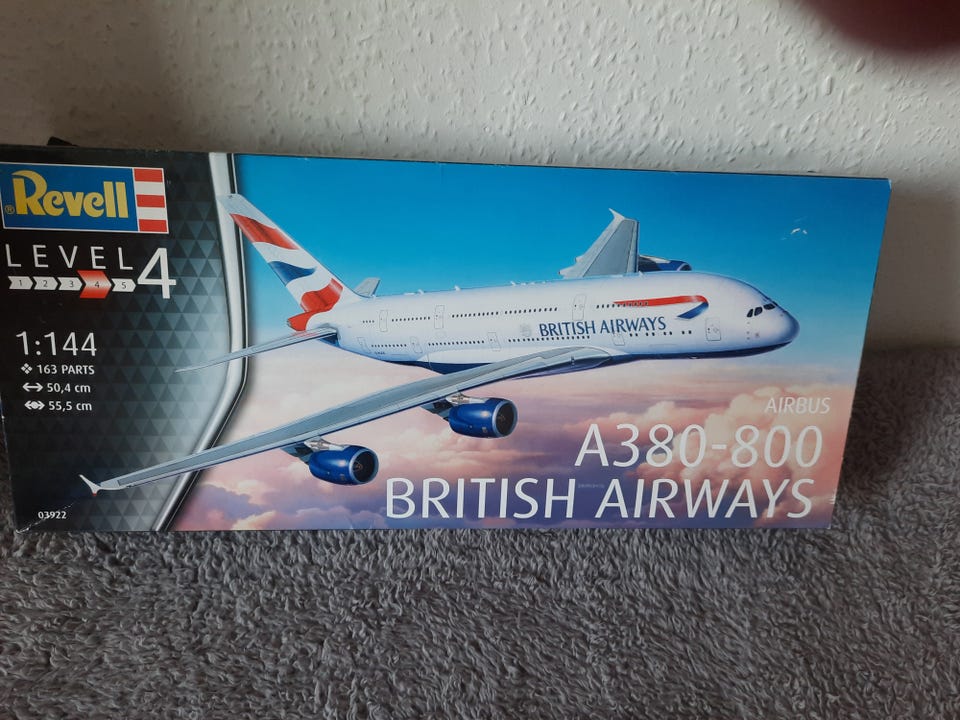 ® Revell
LEVEL 4
1 2 3 4 5
1:144
163 PARTS
50,4 cm
55,5 cm
03922
BRITISH AIRWAYS
AIRBUS
A380-800
BRITISH AIRWAYS